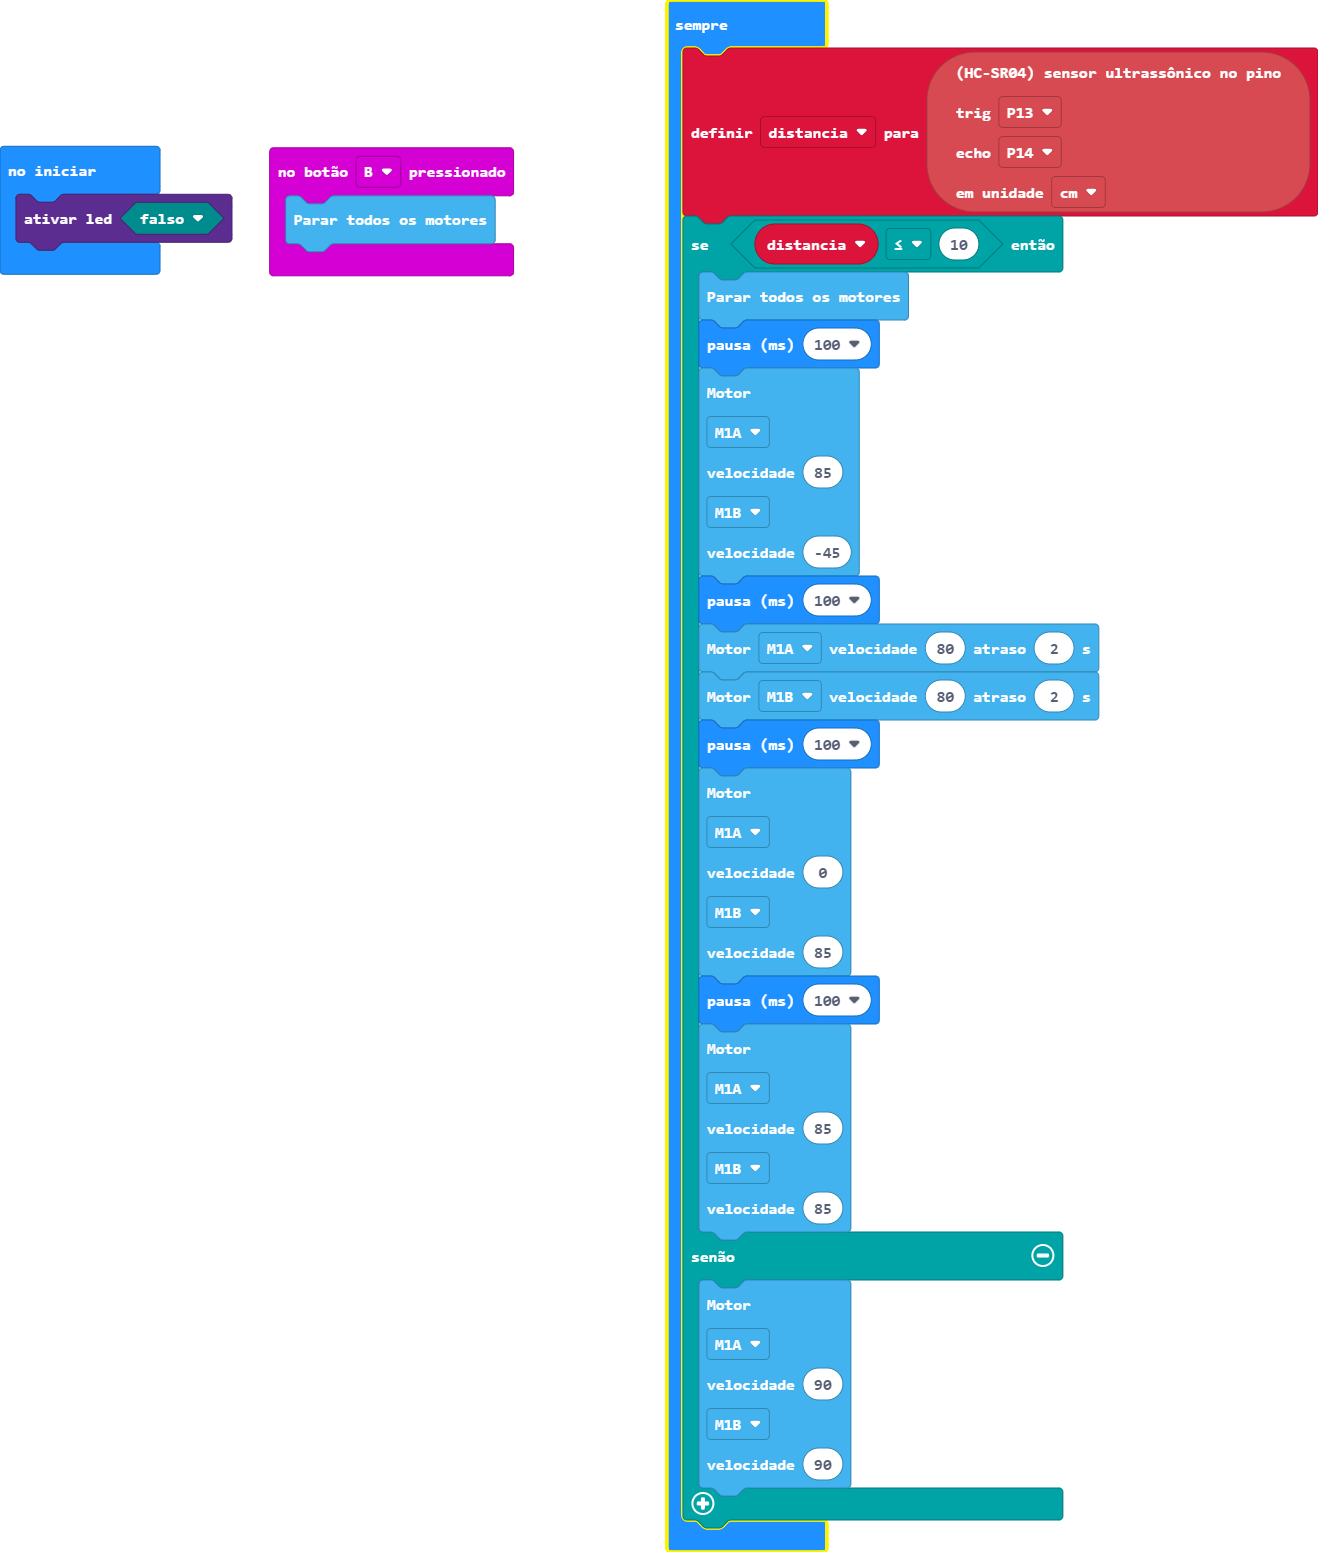 no iniciar
ativar led falso
no botão B pressionado
Parar todos os motores
sempre
definir distancia para
(HC-SR04) sensor ultrassônico no pino
trig P13
echo P14
em unidade cm
se distancia ≤ 10 então
Parar todos os motores
pausa (ms) 100
Motor
M1A
velocidade 85
M1B
velocidade -45
pausa (ms) 100
Motor M1A velocidade 80 atraso 2 s
Motor M1B velocidade 80 atraso 2 s
pausa (ms) 100
Motor
M1A
velocidade 0
M1B
velocidade 85
pausa (ms) 100
Motor
M1A
velocidade 85
M1B
velocidade 85
senão
Motor
M1A
velocidade 90
M1B
velocidade 90